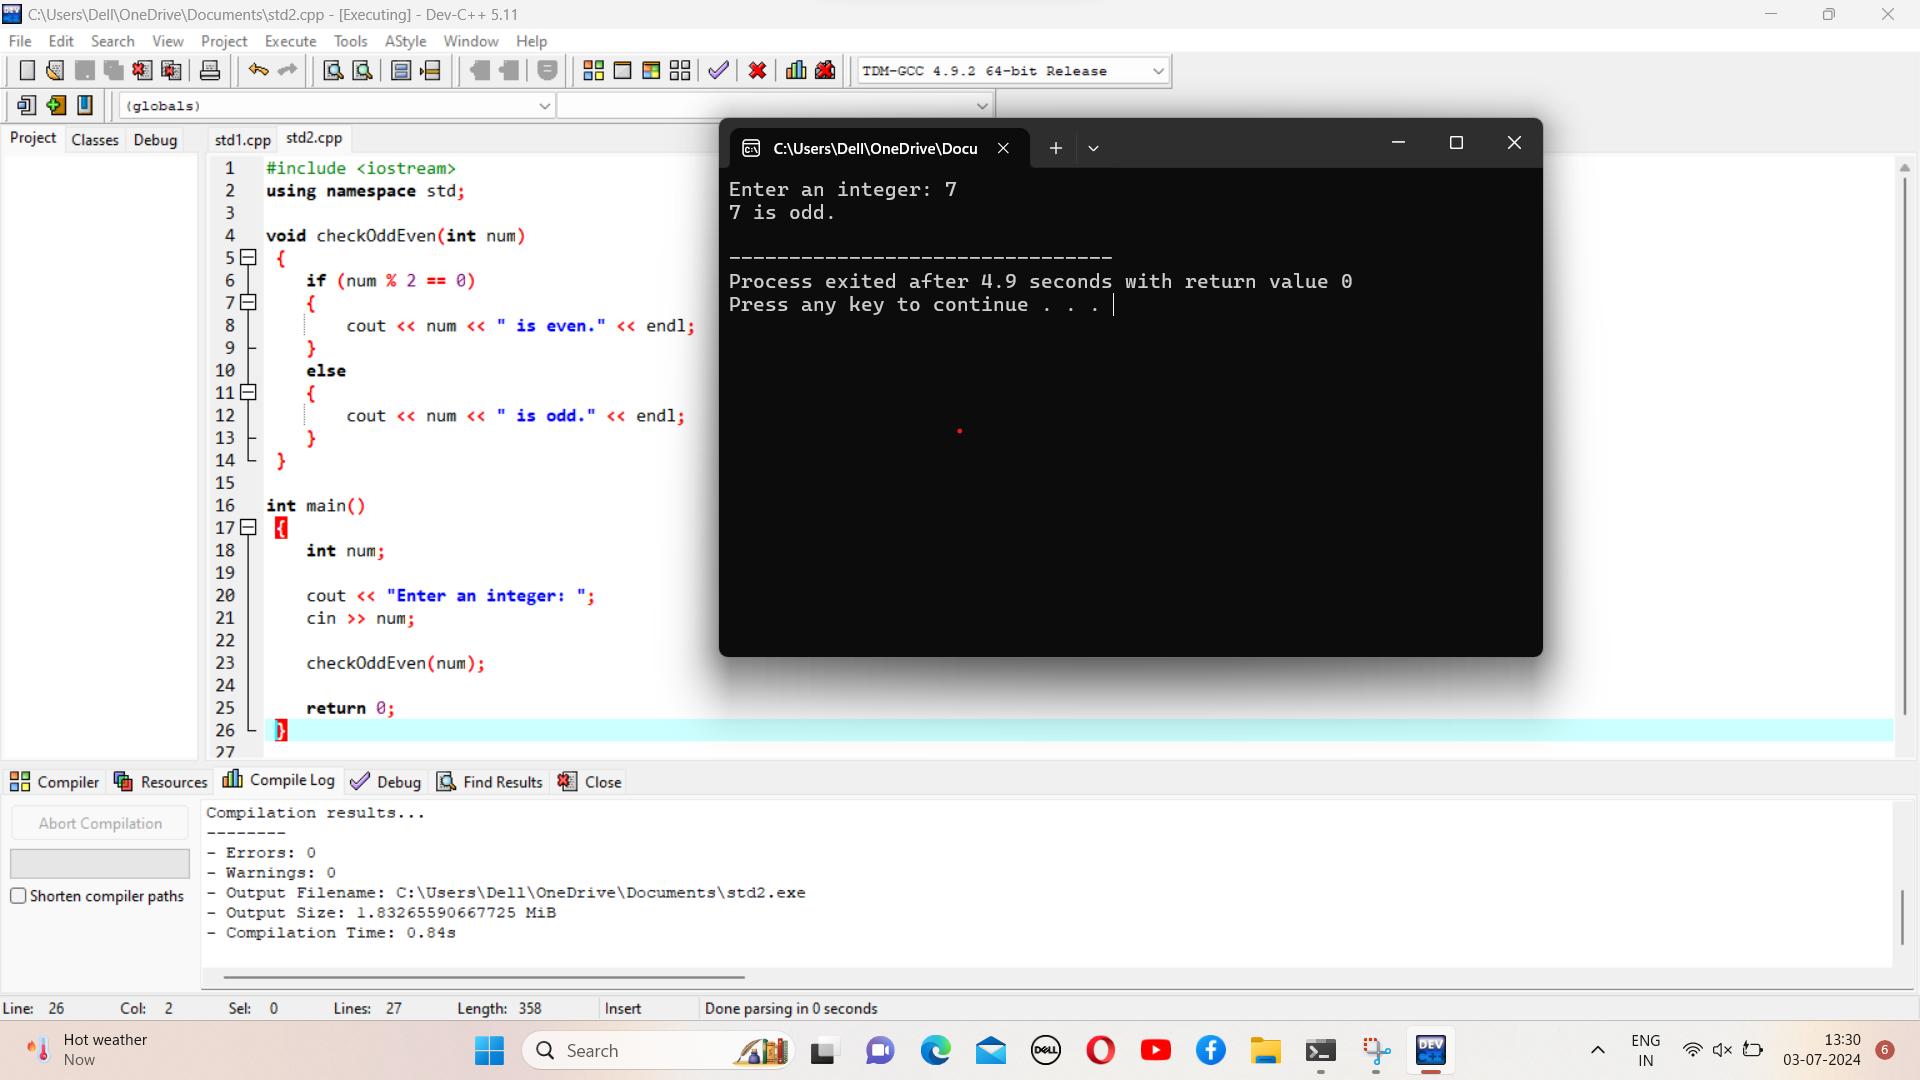 C:\Users\Dell\OneDrive\Documents\std2.cpp - [Executing] - Dev-C++ 5.11
File Edit Search View Project Execute Tools AStyle Window Help
TDM-GCC 4.9.2 64-bit Release
(globals)
Project Classes Debug
std1.cpp std2.cpp
1 #include <iostream>
2 using namespace std;
3
4 void checkOddEven(int num)
5 {
6 if (num % 2 == 0)
7 {
8 cout << num << " is even." << endl;
9 }
10 else
11 {
12 cout << num << " is odd." << endl;
13 }
14 }
15
16 int main()
17 {
18 int num;
19
20 cout << "Enter an integer: ";
21 cin >> num;
22
23 checkOddEven(num);
24
25 return 0;
26 }
27
C:\Users\Dell\OneDrive\Docu
Enter an integer: 7
7 is odd.
--------------------------------
Process exited after 4.9 seconds with return value 0
Press any key to continue . . .
Compiler Resources Compile Log Debug Find Results Close
Abort Compilation
Shorten compiler paths
Compilation results...
--------
- Errors: 0
- Warnings: 0
- Output Filename: C:\Users\Dell\OneDrive\Documents\std2.exe
- Output Size: 1.83265590667725 MiB
- Compilation Time: 0.84s
Line: 26 Col: 2 Sel: 0 Lines: 27 Length: 358 Insert Done parsing in 0 seconds
Hot weather
Now
Search
DELL
DEV
C++
ENG
IN
13:30
03-07-2024
6